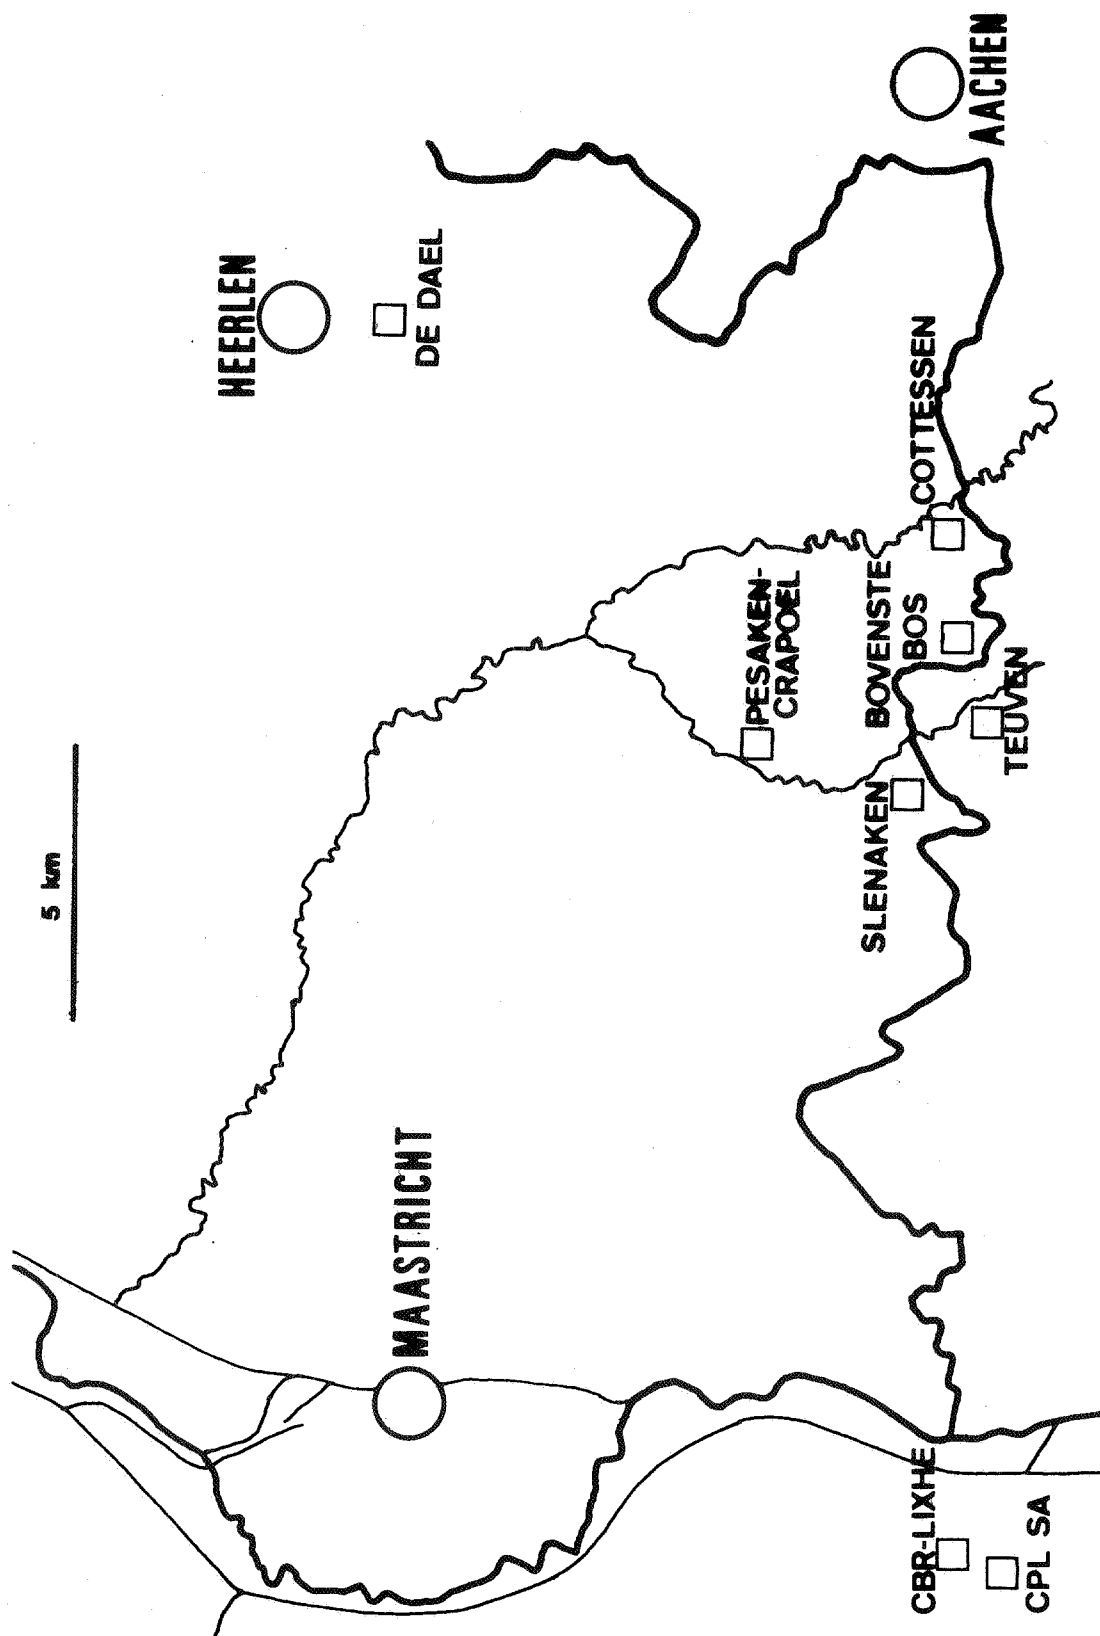 5 km
HEERLEN
DE DAEL
AACHEN
MAASTRICHT
PESAKEN-
CRAPOEL
COTTESSEN
BOVENSTE
BOS
SLENAKEN
TEUVEN
CBR-LIXHE
CPL SA